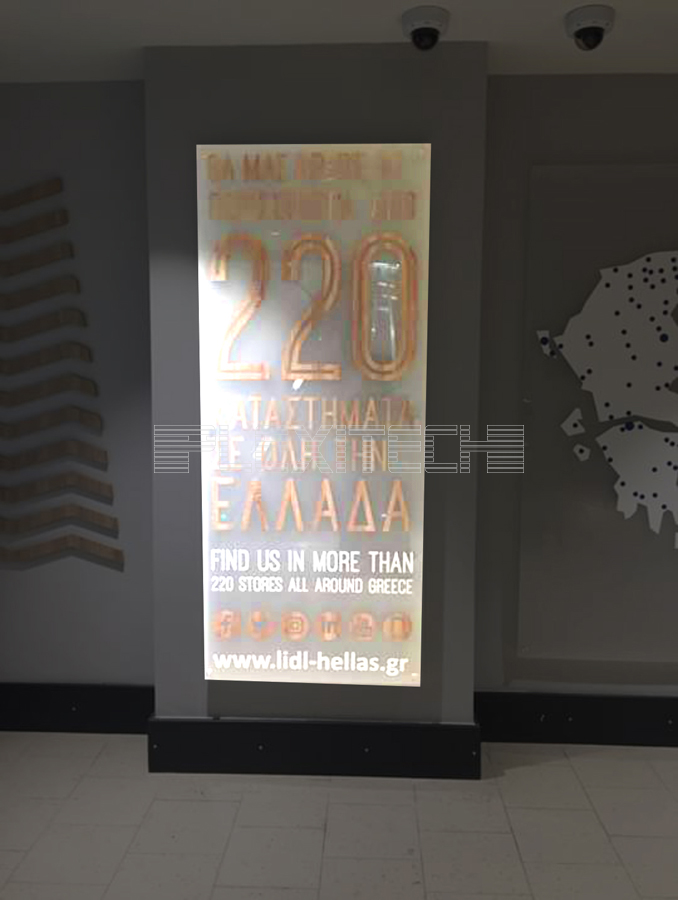 ΘΑ ΜΑΣ ΒΡΕΙΤΕ ΣΕ
ΠΕΡΙΣΣΟΤΕΡΑ ΑΠΟ
220
ΚΑΤΑΣΤΗΜΑΤΑ
ΣΕ ΟΛΗ ΤΗΝ
ΕΛΛΑΔΑ
FIND US IN MORE THAN
220 STORES ALL AROUND GREECE
www.lidl-hellas.gr